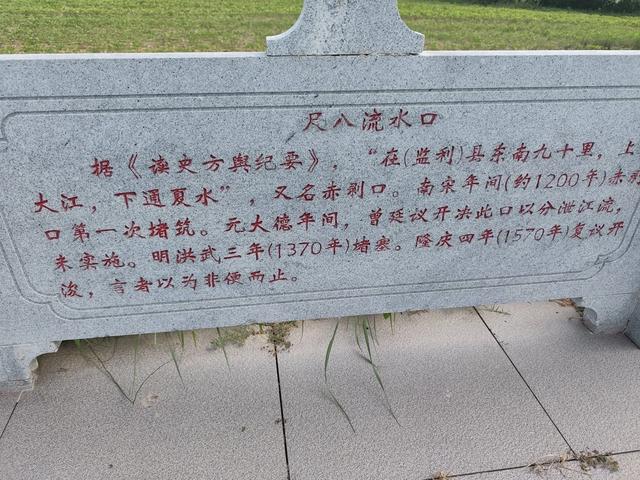 尺八流水口
据《读史方舆纪要》，“在(监利)县东南九十里，上
大江，下通夏水”，又名赤剥口。南宋年间(约1200年)赤剥
口第一次堵筑。元大德年间，曾廷议开决此口以分泄江流，
未实施。明洪武三年(1370年)堵塞。隆庆四年(1570年)复议开
浚，言者以为非便而止。